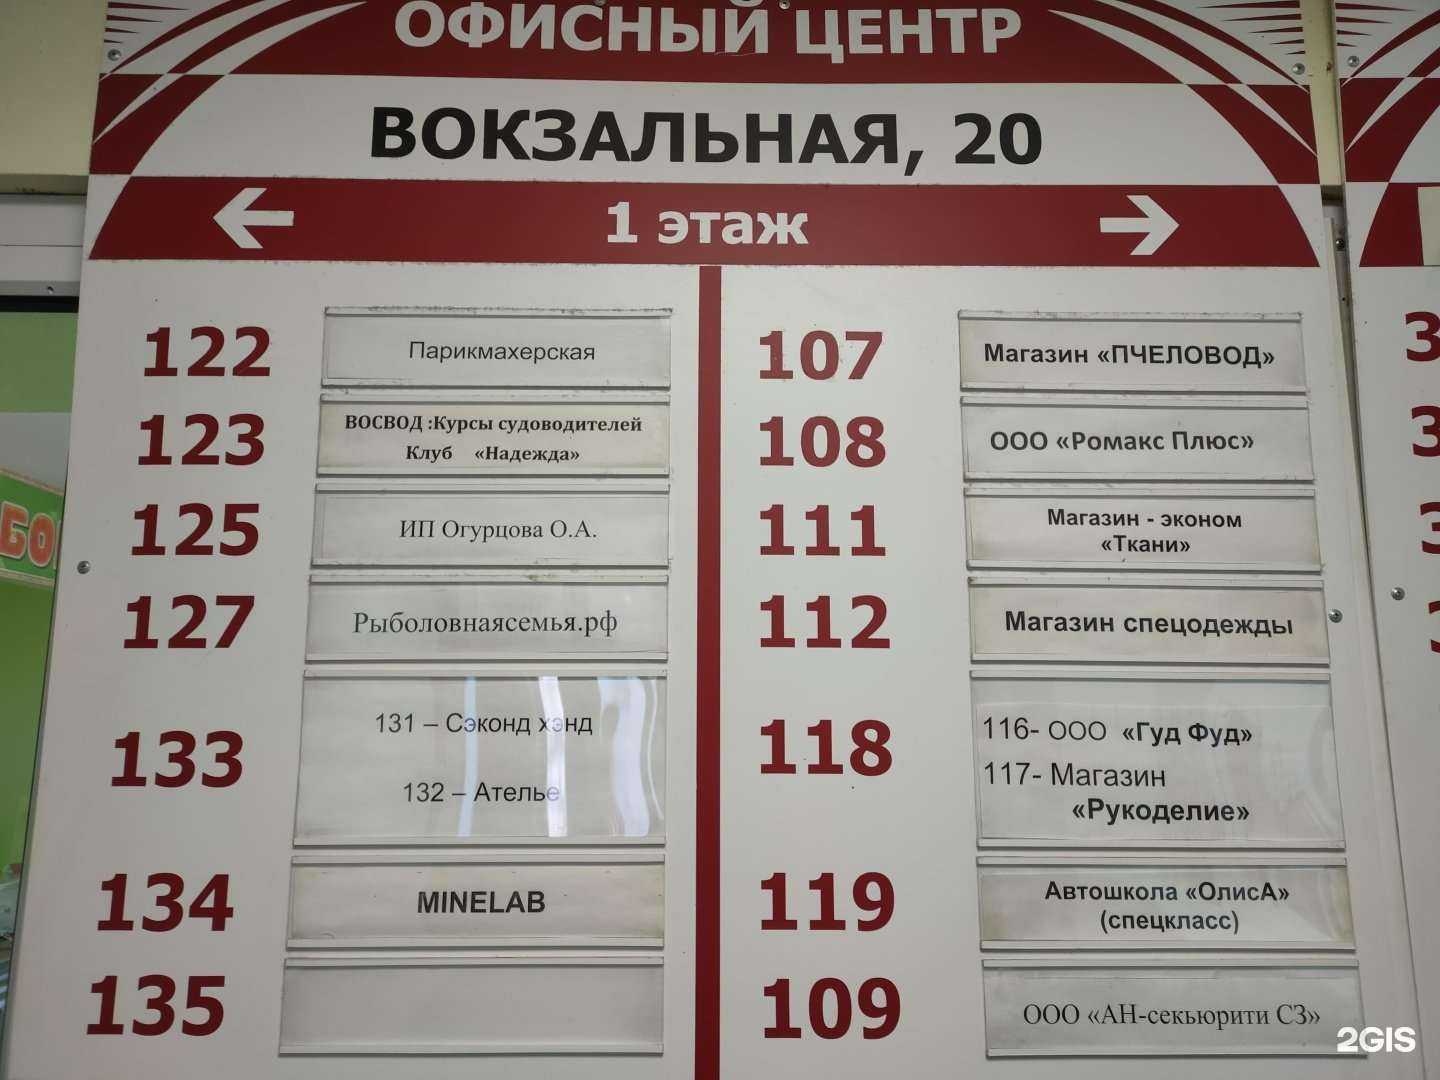 ОФИСНЫЙ ЦЕНТР
ВОКЗАЛЬНАЯ, 20
1 этаж
122 Парикмахерская
123 ВОСВОД :Курсы судоводителей
Клуб «Надежда»
125 ИП Огурцова О.А.
127 Рыболовнаясемья.рф
133 131 – Сэконд хэнд
132 – Ателье
134 MINELAB
135
107 Магазин «ПЧЕЛОВОД»
108 ООО «Ромакс Плюс»
111 Магазин - эконом
«Ткани»
112 Магазин спецодежды
118 116- ООО «Гуд Фуд»
117- Магазин
«Рукоделие»
119 Автошкола «ОлисА»
(спецкласс)
109 ООО «АН-секьюрити СЗ»
2GIS